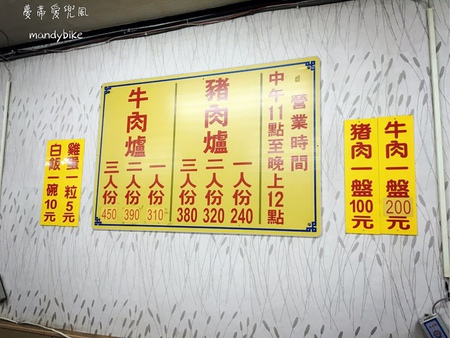 慢帶愛兜風
mandybike
營業時間
中午11點至晚上12點
豬肉爐
一人份 240
二人份 320
三人份 380
牛肉爐
一人份 310
二人份 390
三人份 450
雞蛋一粒5元
白飯一碗10元
牛肉一盤200元
豬肉一盤100元